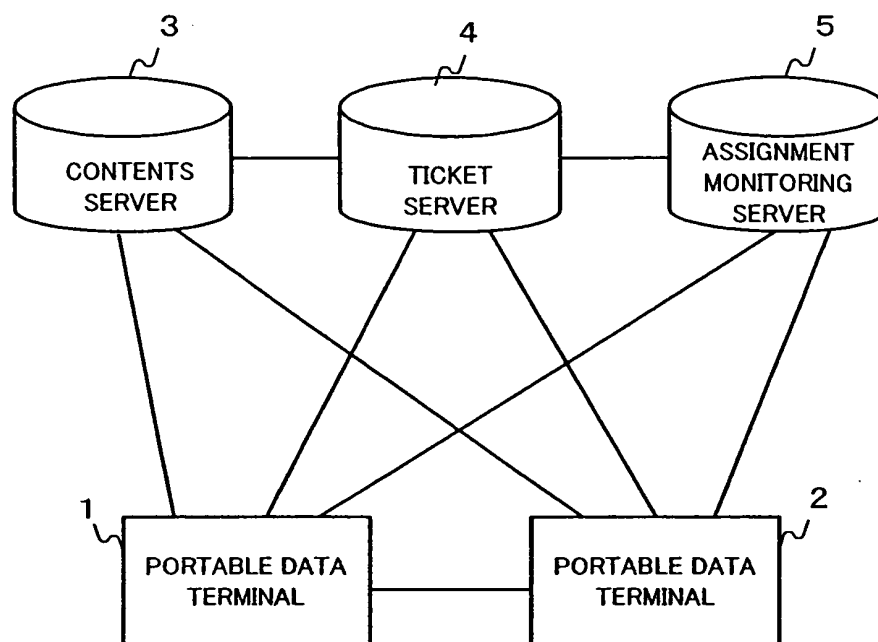 3
4
5
CONTENTS
SERVER
TICKET
SERVER
ASSIGNMENT
MONITORING
SERVER
1
2
PORTABLE DATA
TERMINAL
PORTABLE DATA
TERMINAL